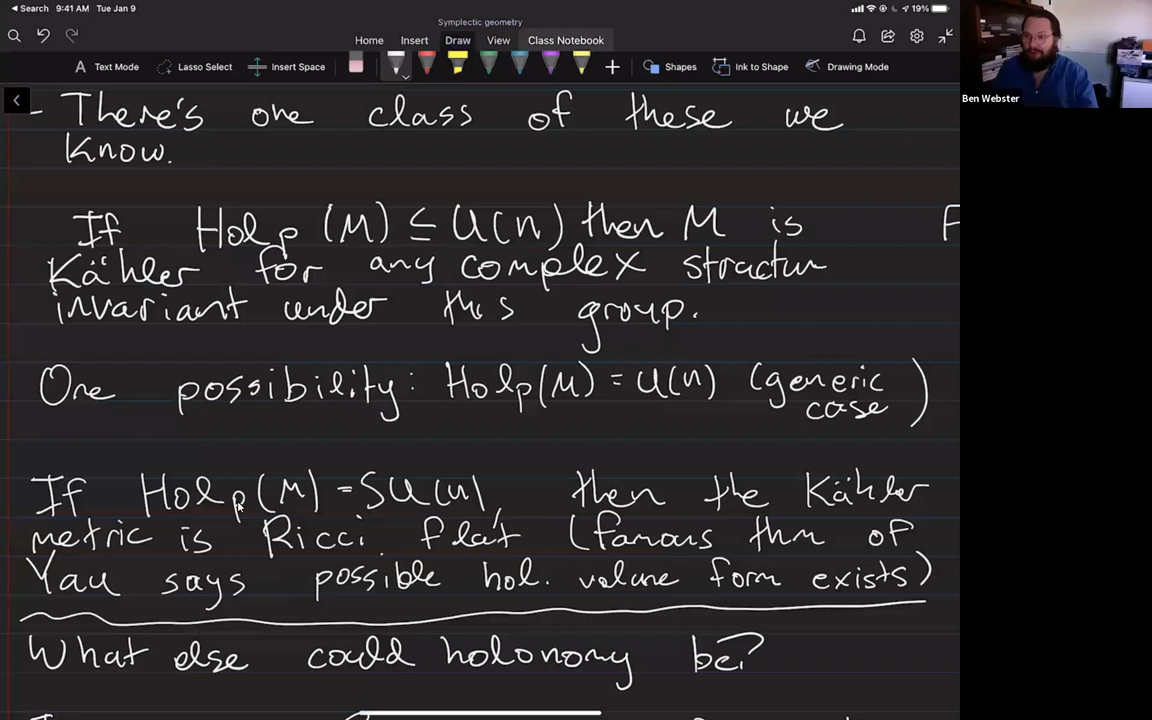 Search 9:41 AM Tue Jan 9
19%
Symplectic geometry
Home Insert Draw View Class Notebook
Text Mode Lasso Select Insert Space Shapes Ink to Shape Drawing Mode
Ben Webster
- There's one class of these we
know.
If Holp (M) ⊆ U(n) then M is
Kähler for any complex structur
invariant under this group.
One possibility: Holp(M) = U(n) (generic
case)
If Holp(M) = SU(n), then the Kähler
metric is Ricci flat (famous thm of
Yau says possible hol. volume form exists)
What else could holonomy be?